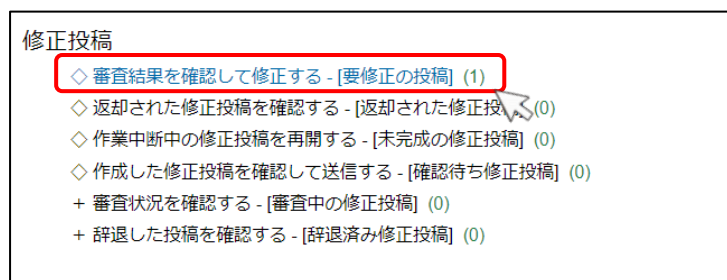 修正投稿
◇ 審査結果を確認して修正する - [要修正の投稿] (1)
◇ 返却された修正投稿を確認する - [返却された修正投 (0)
◇ 作業中断中の修正投稿を再開する - [未完成の修正投稿] (0)
◇ 作成した修正投稿を確認して送信する - [確認待ち修正投稿] (0)
+ 審査状況を確認する - [審査中の修正投稿] (0)
+ 辞退した投稿を確認する - [辞退済み修正投稿] (0)